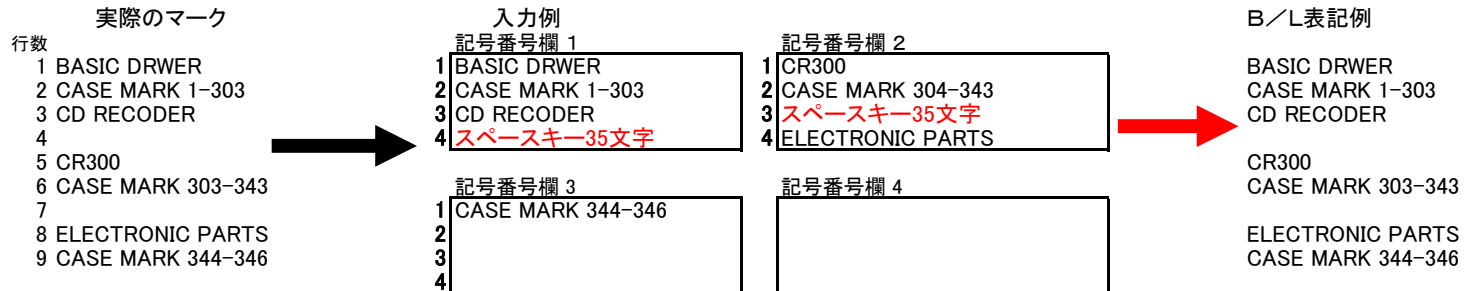 実際のマーク
行数
1 BASIC DRWER
2 CASE MARK 1-303
3 CD RECODER
4
5 CR300
6 CASE MARK 303-343
7
8 ELECTRONIC PARTS
9 CASE MARK 344-346
入力例
記号番号欄 1
1 BASIC DRWER
2 CASE MARK 1-303
3 CD RECODER
4 スペースキー35文字
記号番号欄 2
1 CR300
2 CASE MARK 304-343
3 スペースキー35文字
4 ELECTRONIC PARTS
記号番号欄 3
1 CASE MARK 344-346
2
3
4
記号番号欄 4
B/L表記例
BASIC DRWER
CASE MARK 1-303
CD RECODER
CR300
CASE MARK 303-343
ELECTRONIC PARTS
CASE MARK 344-346